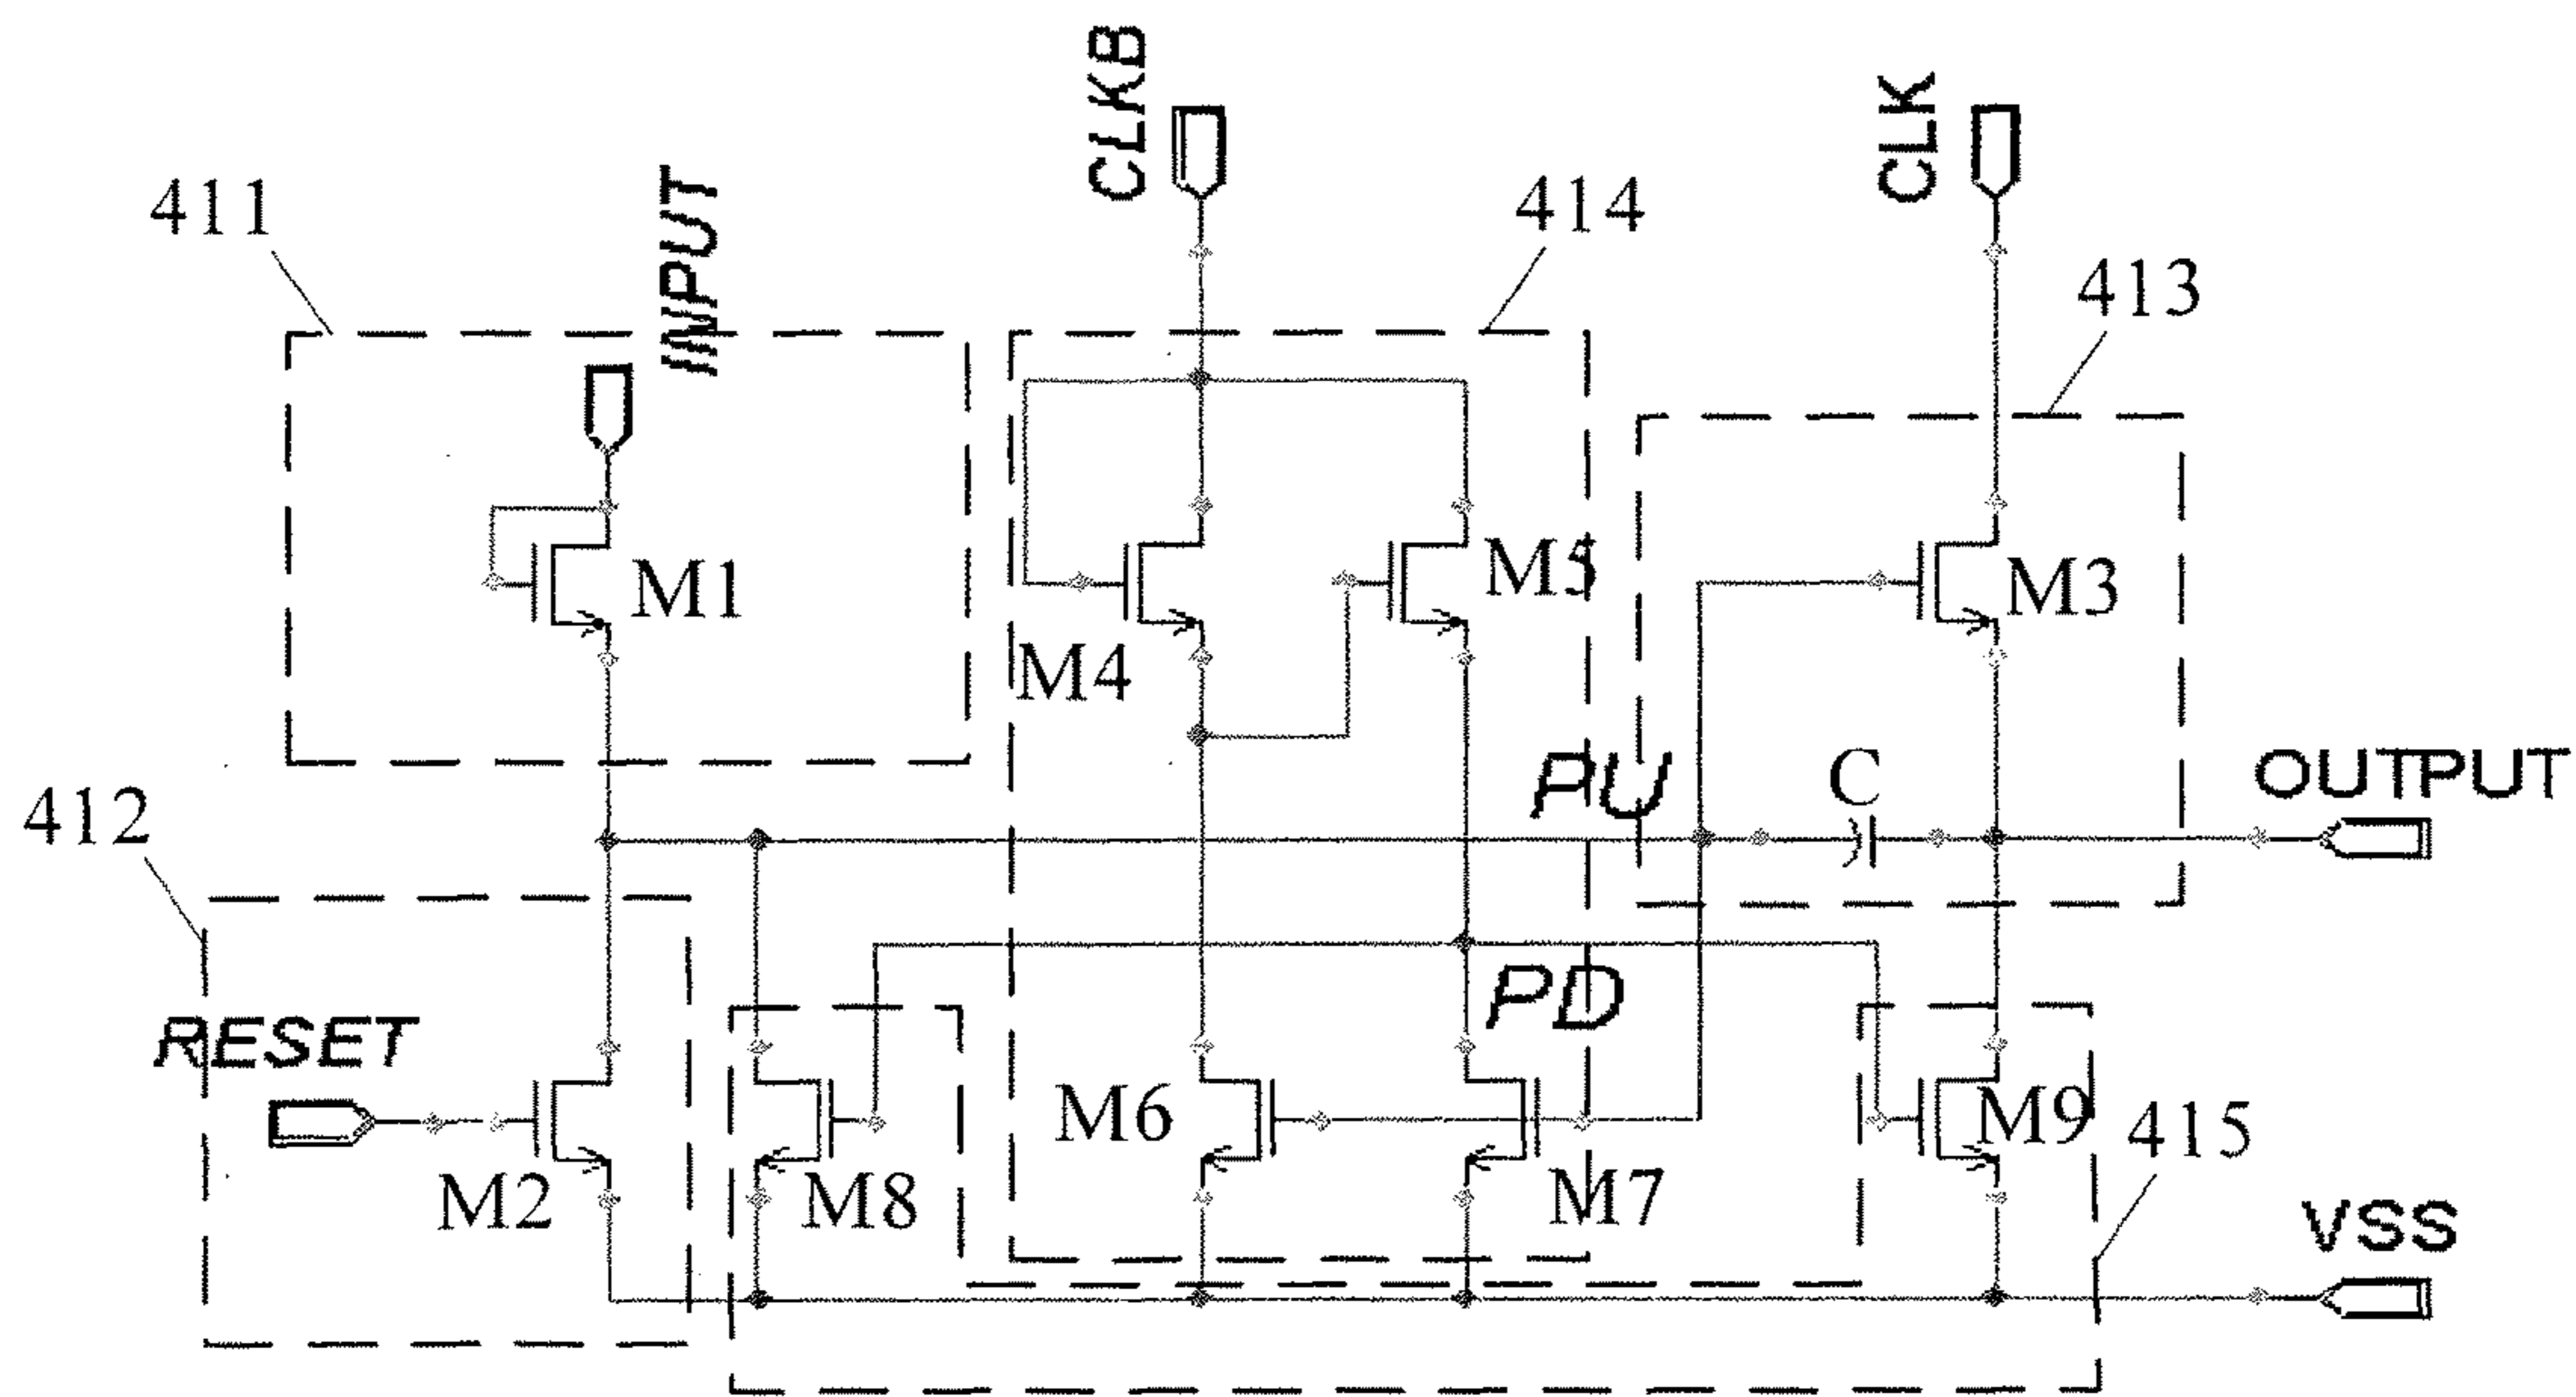 CLKB
CLK
411
INPUT
414
413
M1
M5
M3
M4
PU
C
OUTPUT
412
PD
RESET
M6
M9
415
M2
M8
M7
VSS